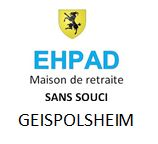 EHPAD
Maison de retraite
SANS SOUCI
GEISPOLSHEIM